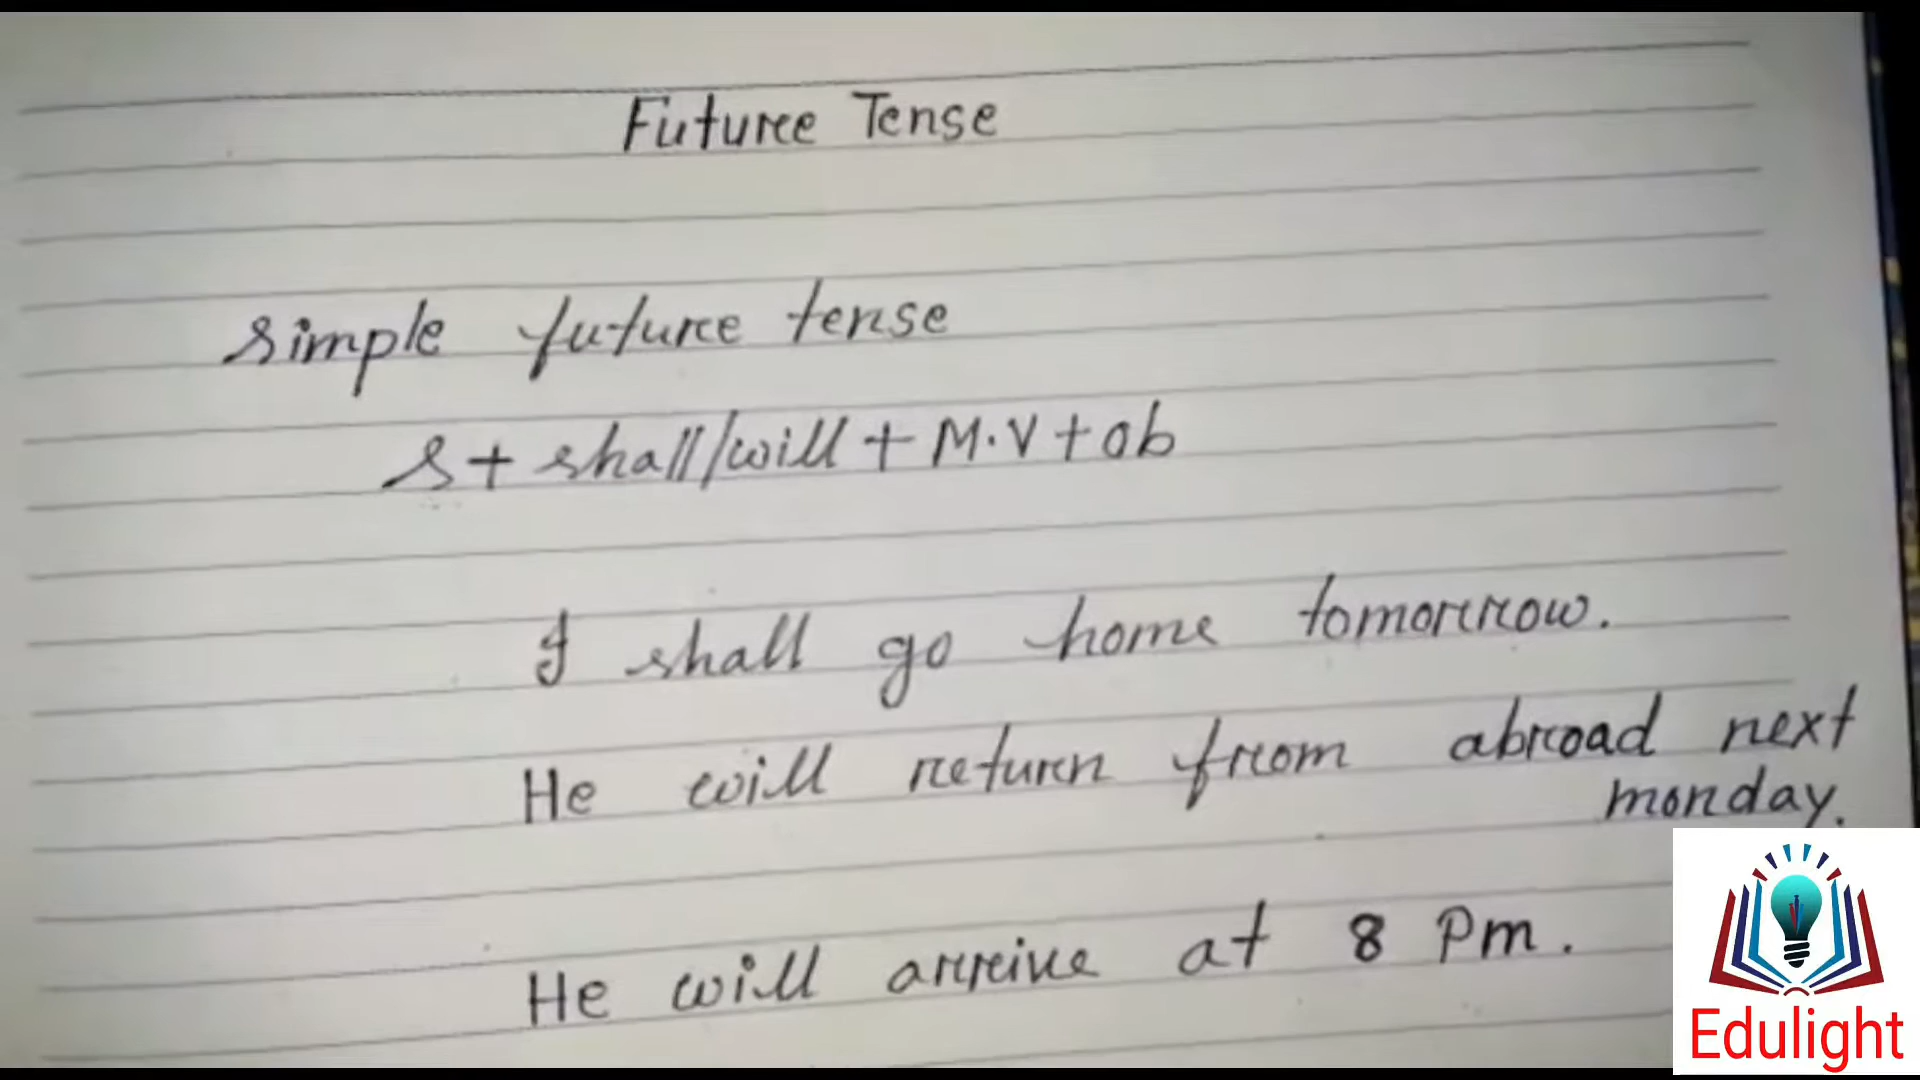 Future Tense
simple future tense
S + shall/will + M.V + ob
I shall go home tomorrow.
He will return from abroad next
monday.
He will arrive at 8 Pm.
Edulight